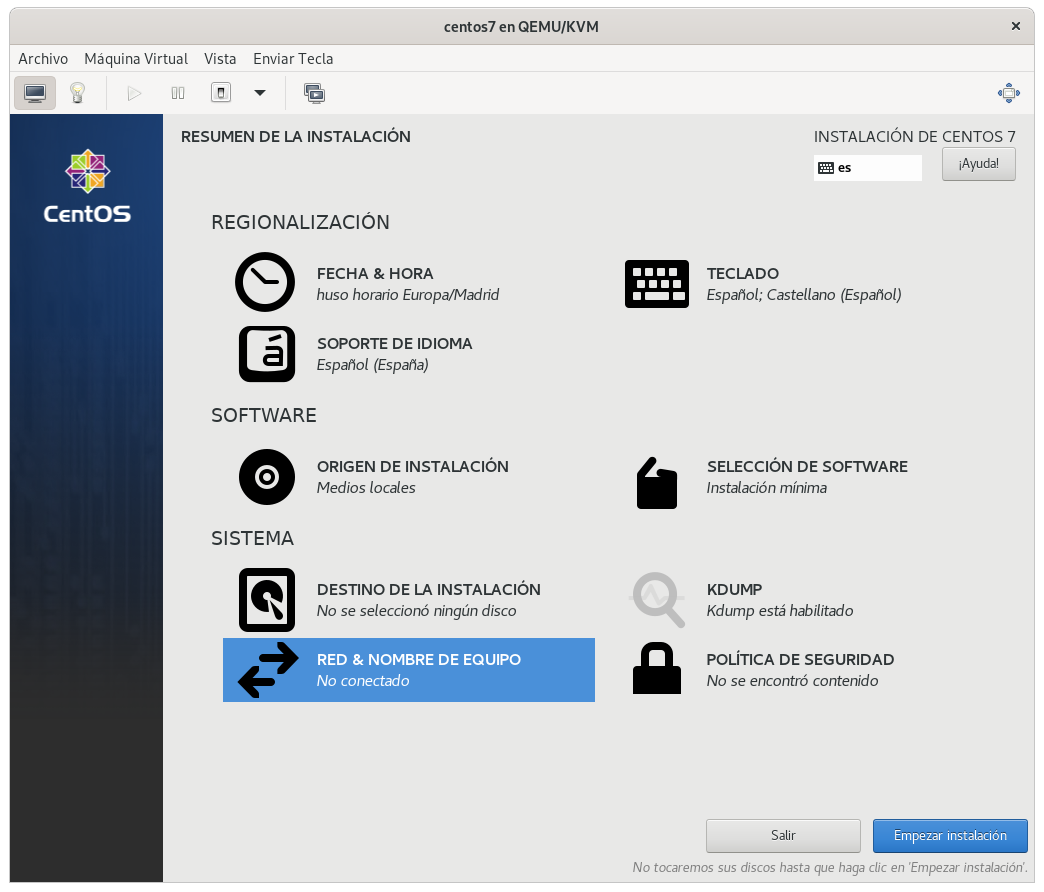 centos7 en QEMU/KVM
Archivo Máquina Virtual Vista Enviar Tecla
CentOS
RESUMEN DE LA INSTALACIÓN
INSTALACIÓN DE CENTOS 7
es
¡Ayuda!
REGIONALIZACIÓN
FECHA & HORA
huso horario Europa/Madrid
TECLADO
Español; Castellano (Español)
á
SOPORTE DE IDIOMA
Español (España)
SOFTWARE
ORIGEN DE INSTALACIÓN
Medios locales
SELECCIÓN DE SOFTWARE
Instalación mínima
SISTEMA
DESTINO DE LA INSTALACIÓN
No se seleccionó ningún disco
KDUMP
Kdump está habilitado
RED & NOMBRE DE EQUIPO
No conectado
POLÍTICA DE SEGURIDAD
No se encontró contenido
Salir
Empezar instalación
No tocaremos sus discos hasta que haga clic en 'Empezar instalación'.